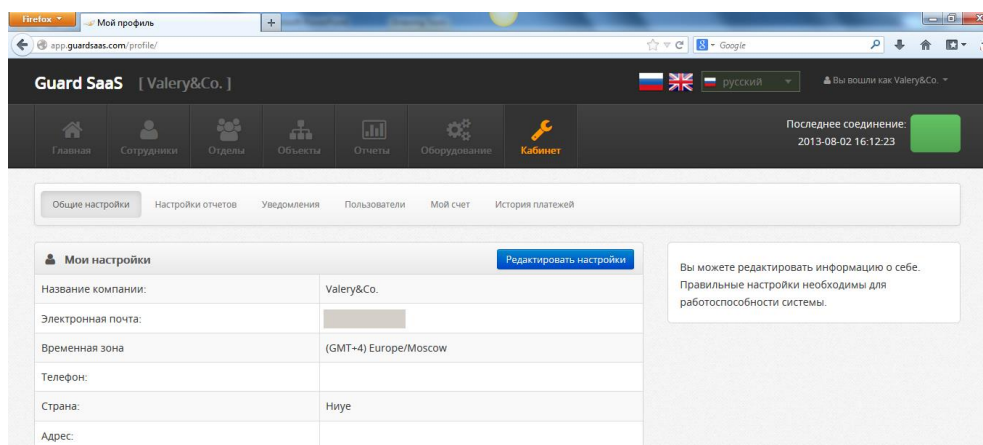 Firefox
Мой профиль
app.guardsaas.com/profile/
Google
Guard SaaS [ Valery&Co. ]
русский
Вы вошли как Valery&Co.
Главная
Сотрудники
Отделы
Объекты
Отчеты
Оборудование
Кабинет
Последнее соединение:
2013-08-02 16:12:23
Общие настройки
Настройки отчетов
Уведомления
Пользователи
Мой счет
История платежей
Мои настройки
Редактировать настройки
Название компании: Valery&Co.
Электронная почта:
Временная зона (GMT+4) Europe/Moscow
Телефон:
Страна: Ниуе
Адрес:
Вы можете редактировать информацию о себе.
Правильные настройки необходимы для
работоспособности системы.